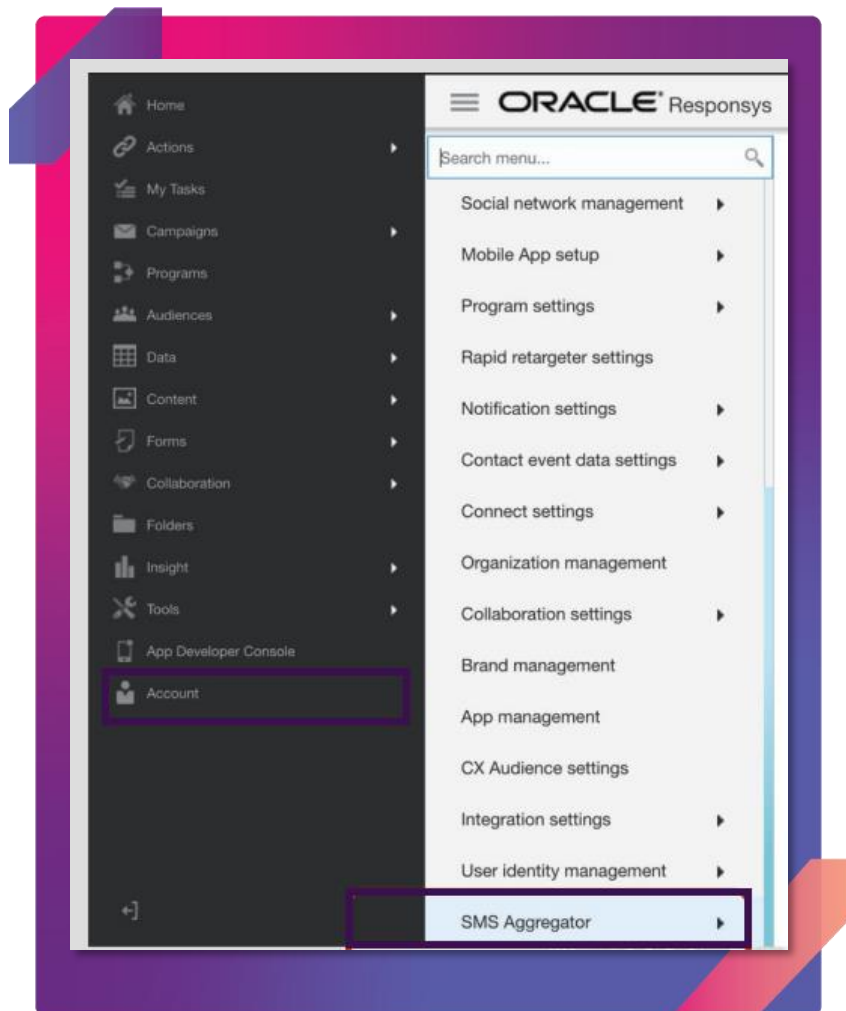 Home
Actions
My Tasks
Campaigns
Programs
Audiences
Data
Content
Forms
Collaboration
Folders
Insight
Tools
App Developer Console
Account
ORACLE Responsys
Search menu...
Social network management
Mobile App setup
Program settings
Rapid retargeter settings
Notification settings
Contact event data settings
Connect settings
Organization management
Collaboration settings
Brand management
App management
CX Audience settings
Integration settings
User identity management
SMS Aggregator